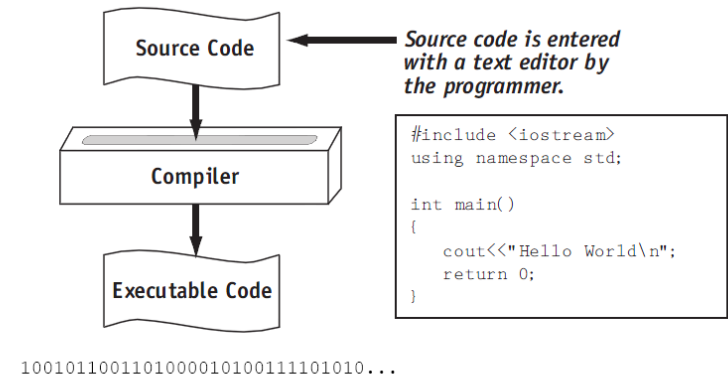 Source Code
Source code is entered
with a text editor by
the programmer.
Compiler
Executable Code
#include <iostream>
using namespace std;
int main()
{
cout<<"Hello World\n";
return 0;
}
100101100110100001010011110101010...